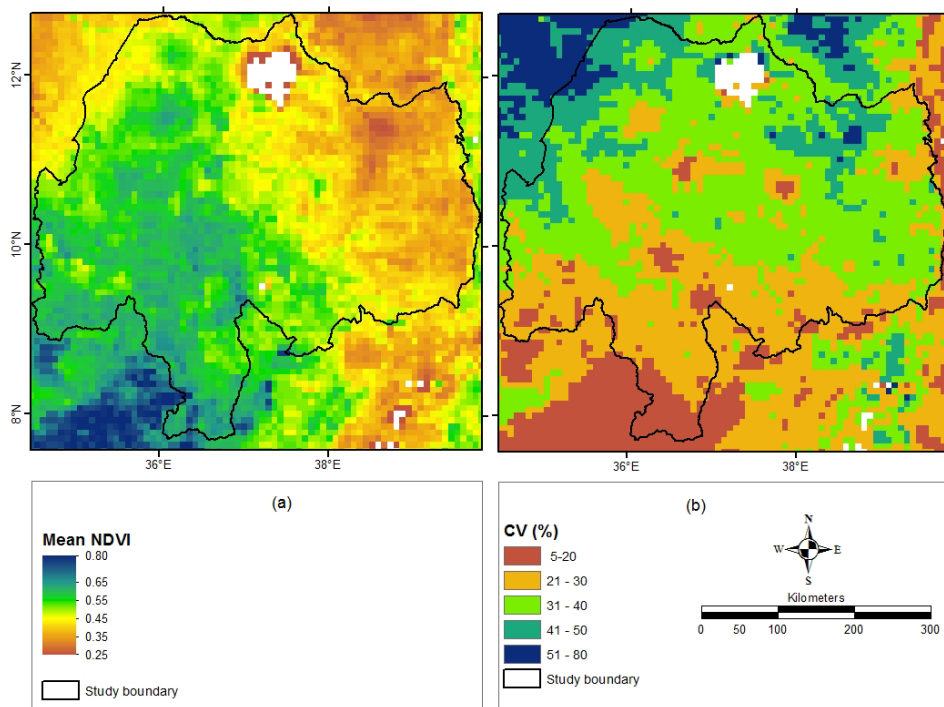 12°N
10°N
8°N
36°E
38°E
36°E
38°E
(a)
Mean NDVI
0.80
0.65
0.55
0.45
0.35
0.25
Study boundary
(b)
CV (%)
5-20
21 - 30
31 - 40
41 - 50
51 - 80
Study boundary
N
W
E
S
Kilometers
0 50 100 200 300